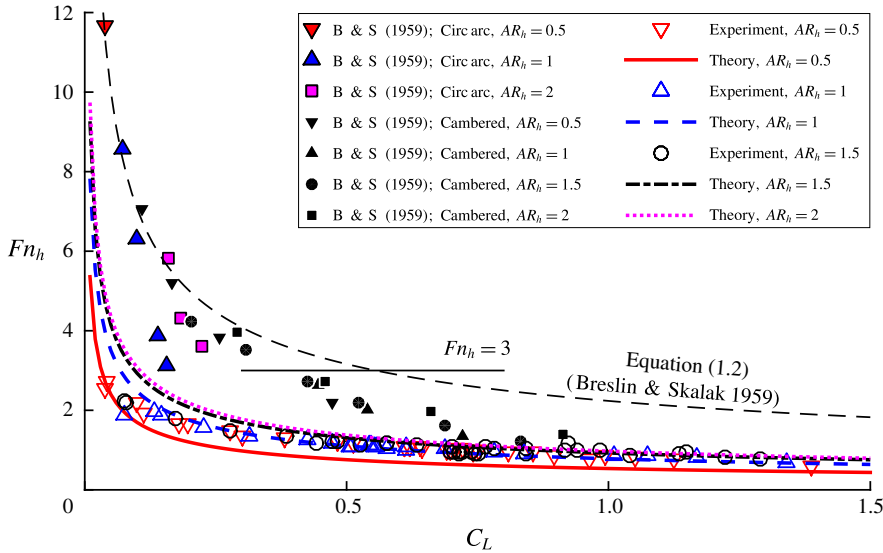 12
10
8
6
4
2
0
Fn_h
B & S (1959); Circ arc, AR_h = 0.5
B & S (1959); Circ arc, AR_h = 1
B & S (1959); Circ arc, AR_h = 2
B & S (1959); Cambered, AR_h = 0.5
B & S (1959); Cambered, AR_h = 1
B & S (1959); Cambered, AR_h = 1.5
B & S (1959); Cambered, AR_h = 2
Experiment, AR_h = 0.5
Theory, AR_h = 0.5
Experiment, AR_h = 1
Theory, AR_h = 1
Experiment, AR_h = 1.5
Theory, AR_h = 1.5
Theory, AR_h = 2
Fn_h = 3
Equation (1.2)
(Breslin & Skalak 1959)
0.5
1.0
1.5
C_L